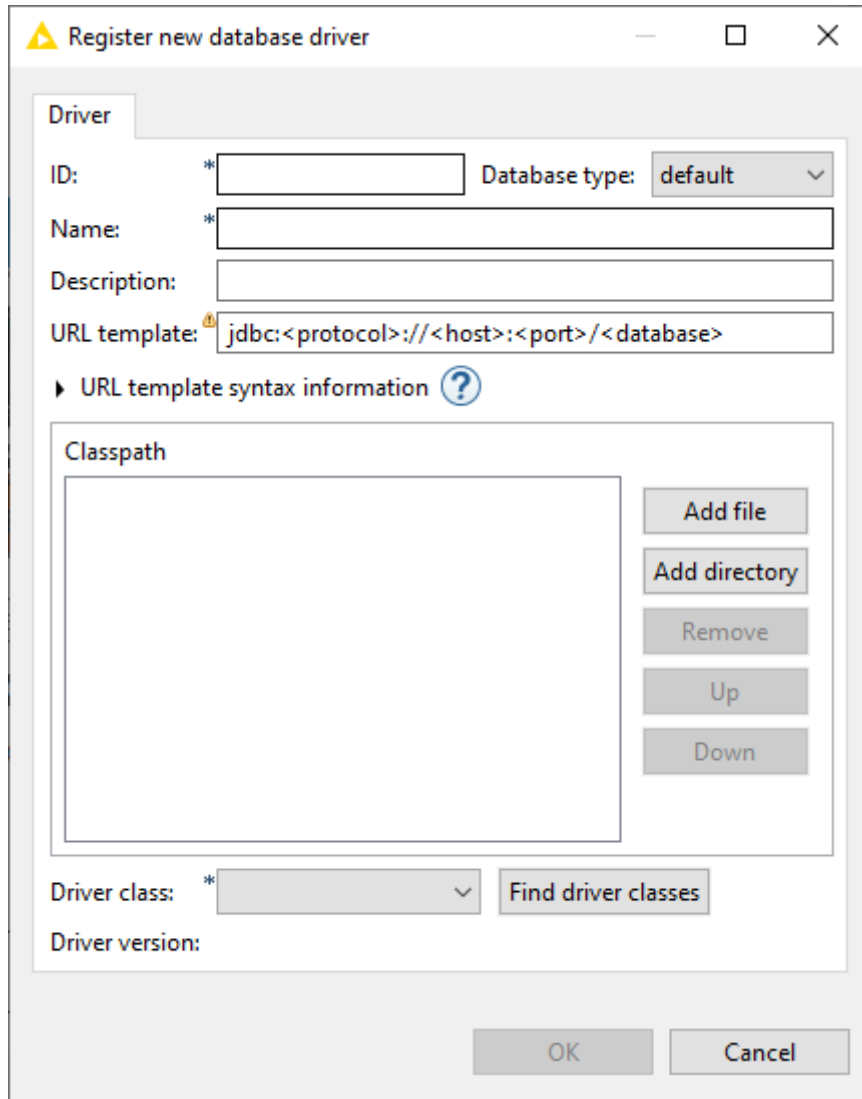 Register new database driver
Driver
ID: * Database type: default
Name: *
Description:
URL template: jdbc:<protocol>://<host>:<port>/<database>
URL template syntax information ?
Classpath
Add file
Add directory
Remove
Up
Down
Driver class: * Find driver classes
Driver version:
OK Cancel